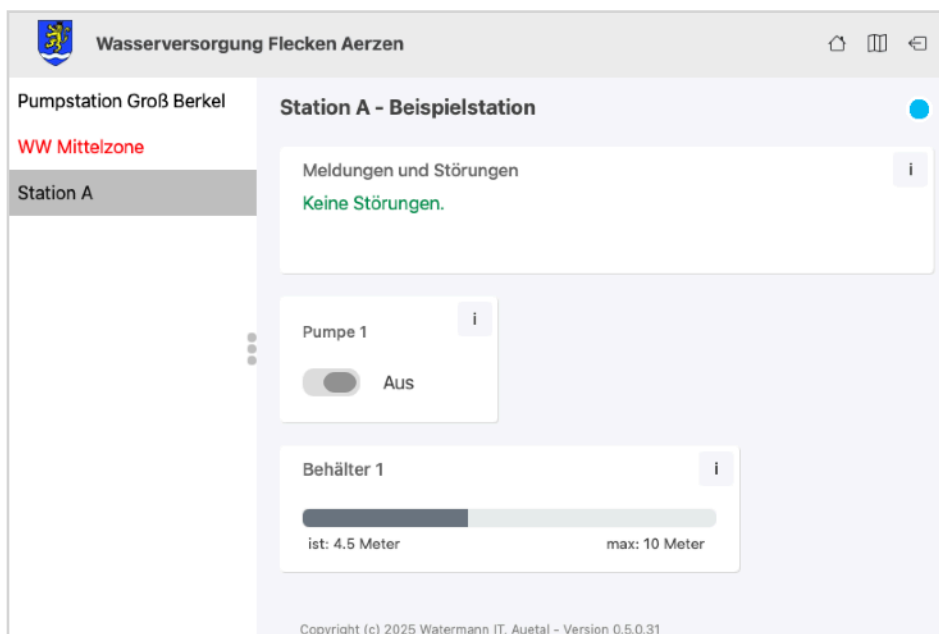 Wasserversorgung Flecken Aerzen
Pumpstation Groß Berkel
WW Mittelzone
Station A
Station A - Beispielstation
Meldungen und Störungen
i
Keine Störungen.
Pumpe 1
i
Aus
Behälter 1
i
ist: 4.5 Meter
max: 10 Meter
Copyright (c) 2025 Watermann IT, Auetal - Version 0.5.0.31